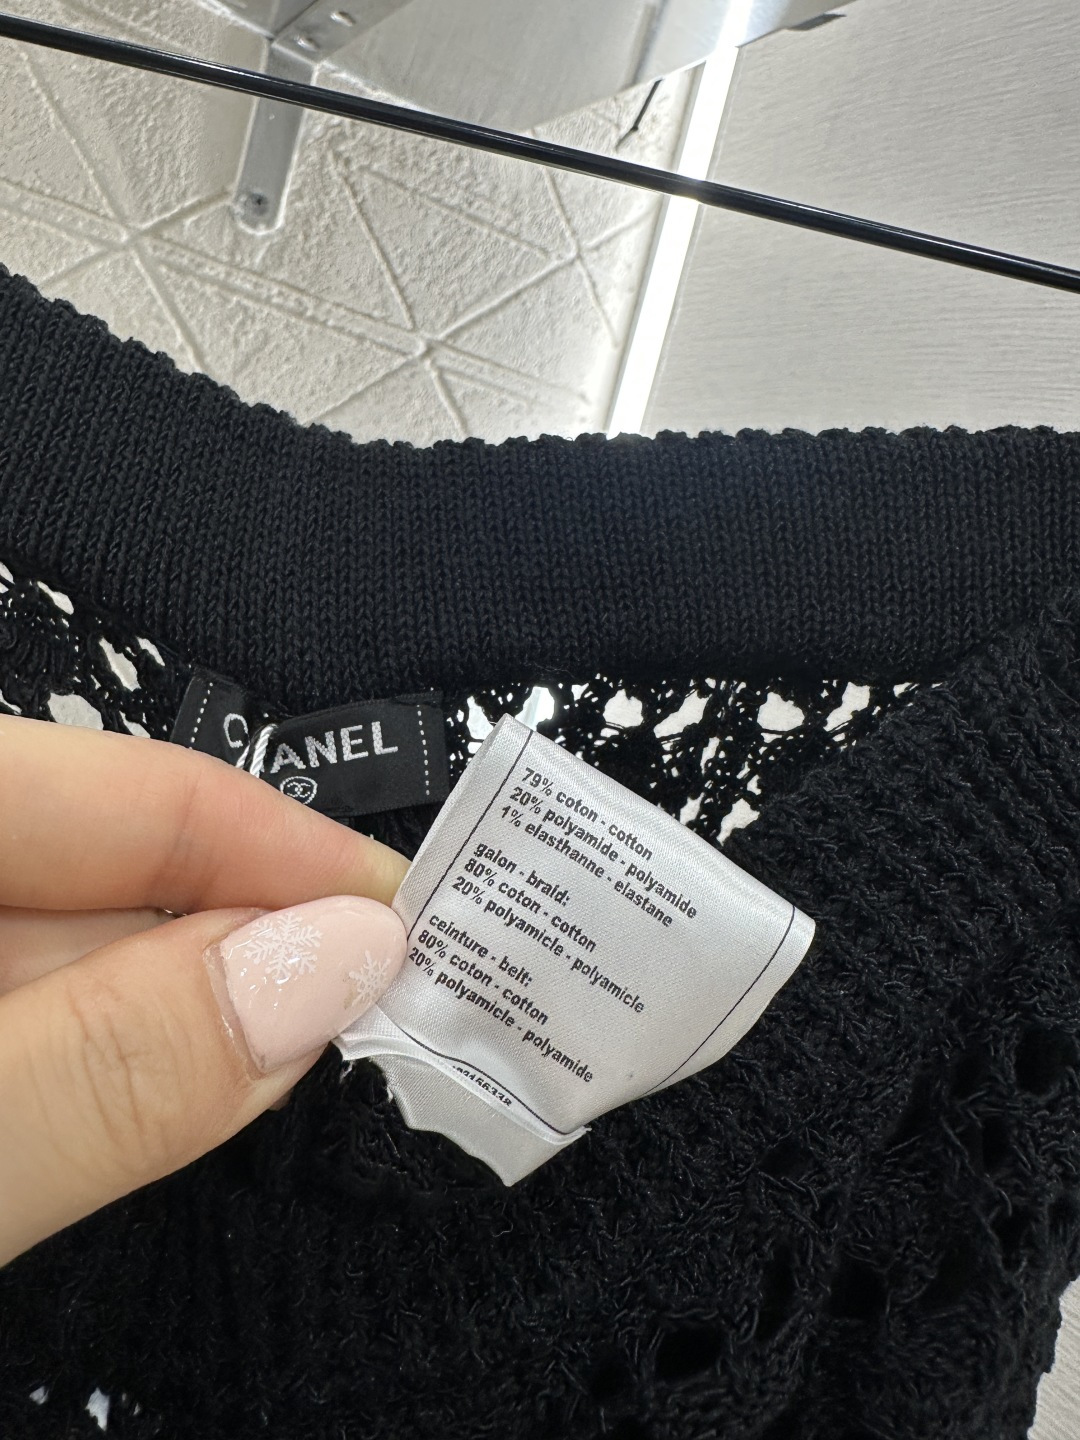 CHANEL
79% coton - cotton
20% polyamide - polyamide
1% elasthanne - elastane
galon - braid:
80% coton - cotton
20% polyamicle - polyamicle
ceinture - belt:
80% coton - cotton
20% polyamicle - polyamide